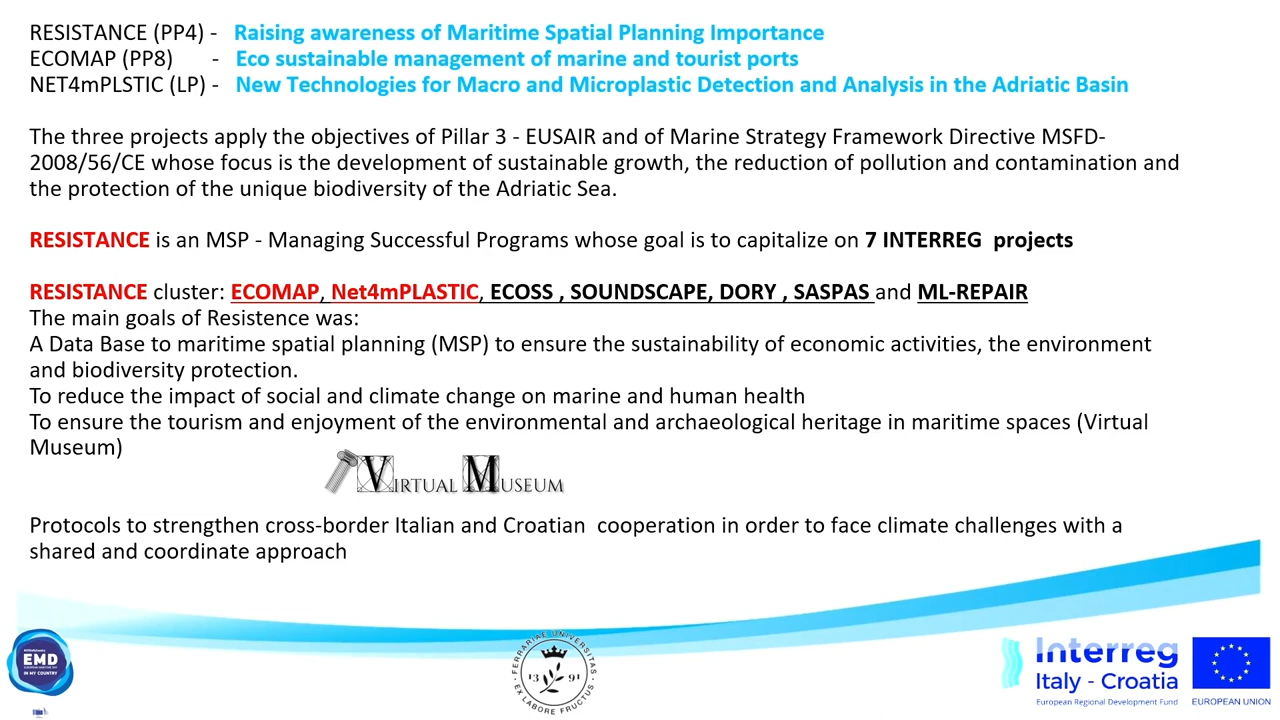 RESISTANCE (PP4) - Raising awareness of Maritime Spatial Planning Importance
ECOMAP (PP8) - Eco sustainable management of marine and tourist ports
NET4mPLSTIC (LP) - New Technologies for Macro and Microplastic Detection and Analysis in the Adriatic Basin
The three projects apply the objectives of Pillar 3 - EUSAIR and of Marine Strategy Framework Directive MSFD-
2008/56/CE whose focus is the development of sustainable growth, the reduction of pollution and contamination and
the protection of the unique biodiversity of the Adriatic Sea.
RESISTANCE is an MSP - Managing Successful Programs whose goal is to capitalize on 7 INTERREG projects
RESISTANCE cluster: ECOMAP, Net4mPLASTIC, ECOSS , SOUNDSCAPE, DORY , SASPAS and ML-REPAIR
The main goals of Resistence was:
A Data Base to maritime spatial planning (MSP) to ensure the sustainability of economic activities, the environment
and biodiversity protection.
To reduce the impact of social and climate change on marine and human health
To ensure the tourism and enjoyment of the environmental and archaeological heritage in maritime spaces (Virtual
Museum)
VIRTUAL MUSEUM
Protocols to strengthen cross-border Italian and Croatian cooperation in order to face climate challenges with a
shared and coordinate approach
EMD
IN MY COUNTRY
FERRARIAE UNIVERSITAS
13 91
EX LABORE FRUCTUS
Interreg
Italy - Croatia
European Regional Development Fund
EUROPEAN UNION